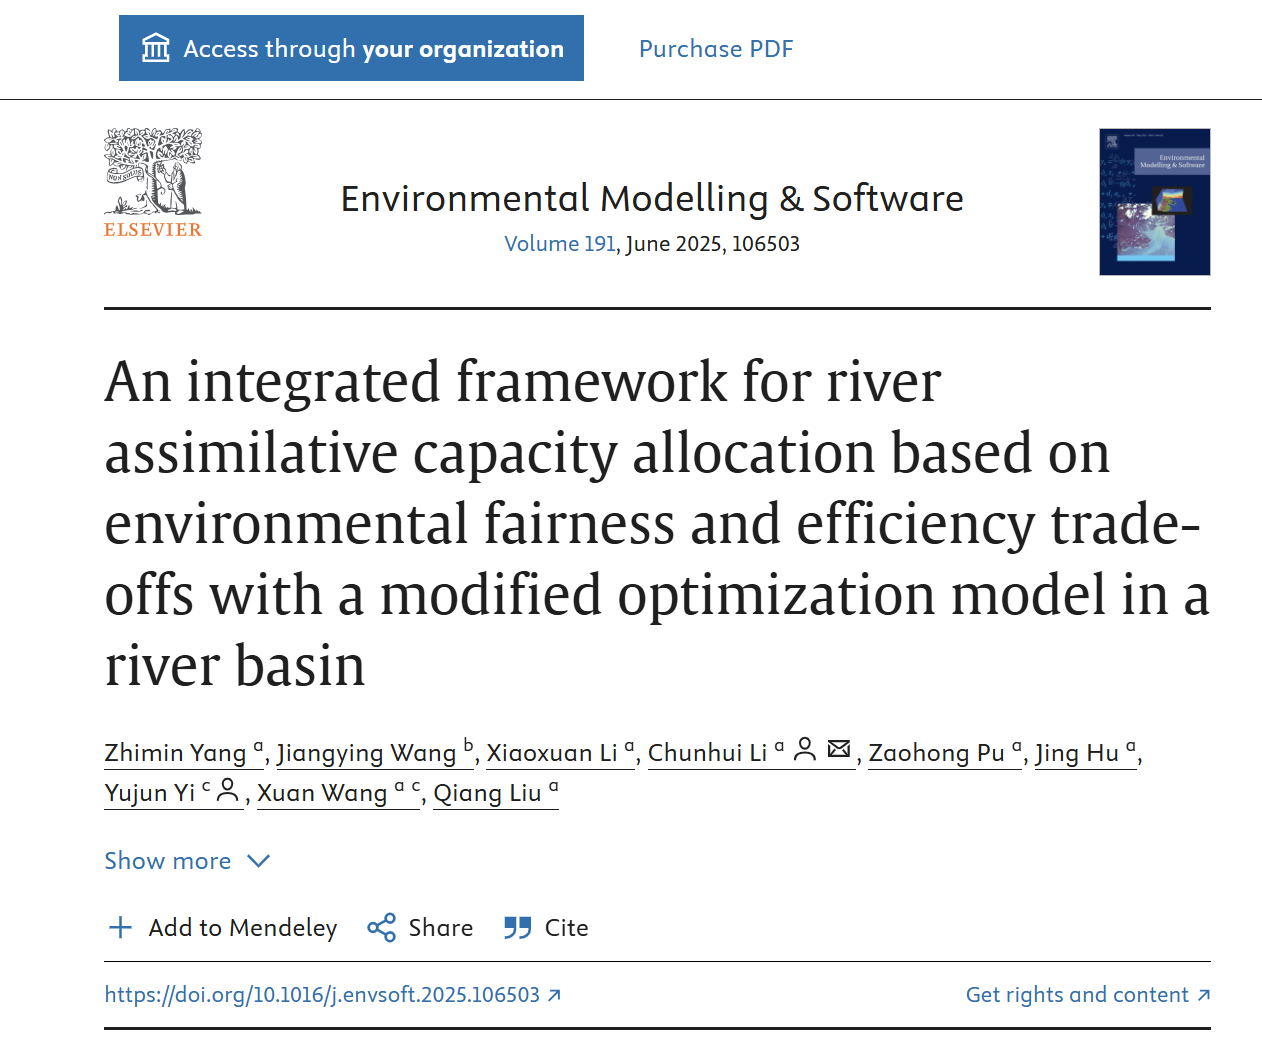 Access through your organization
Purchase PDF
NON SOLUS
ELSEVIER
Environmental Modelling & Software
Volume 191, June 2025, 106503
Environmental
Modelling & Software
An integrated framework for river
assimilative capacity allocation based on
environmental fairness and efficiency trade-
offs with a modified optimization model in a
river basin
Zhimin Yang a, Jiangying Wang b, Xiaoxuan Li a, Chunhui Li a, Zaohong Pu a, Jing Hu a,
Yujun Yi c, Xuan Wang a c, Qiang Liu a
Show more
Add to Mendeley
Share
Cite
https://doi.org/10.1016/j.envsoft.2025.106503
Get rights and content